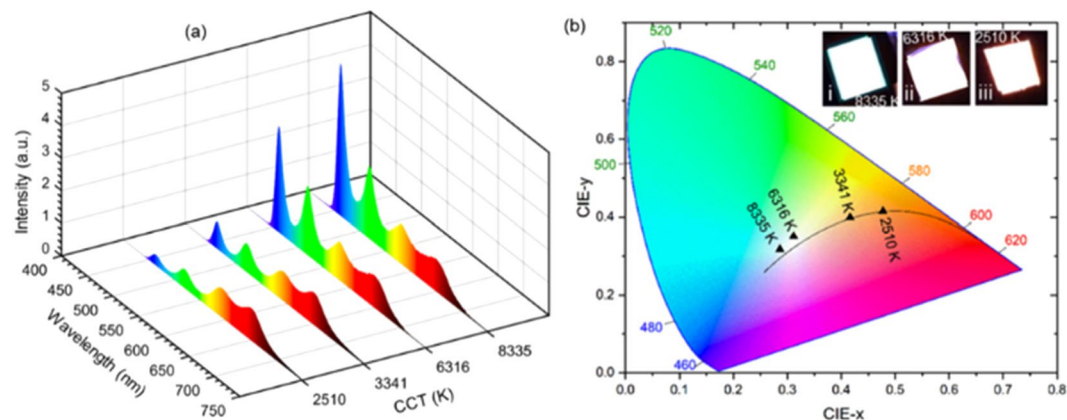 (a)
5
4
3
2
1
0
Intensity (a.u.)
400
450
500
550
600
650
700
750
Wavelength (nm)
2510
3341
6316
8335
CCT (K)
(b)
0.8
0.6
0.4
0.2
0.0
CIE-y
0.0 0.1 0.2 0.3 0.4 0.5 0.6 0.7 0.8
CIE-x
520
540
560
580
600
620
500
480
460
8335 K
6316 K
3341 K
2510 K
i
8335 K
6316 K
ii
2510 K
iii